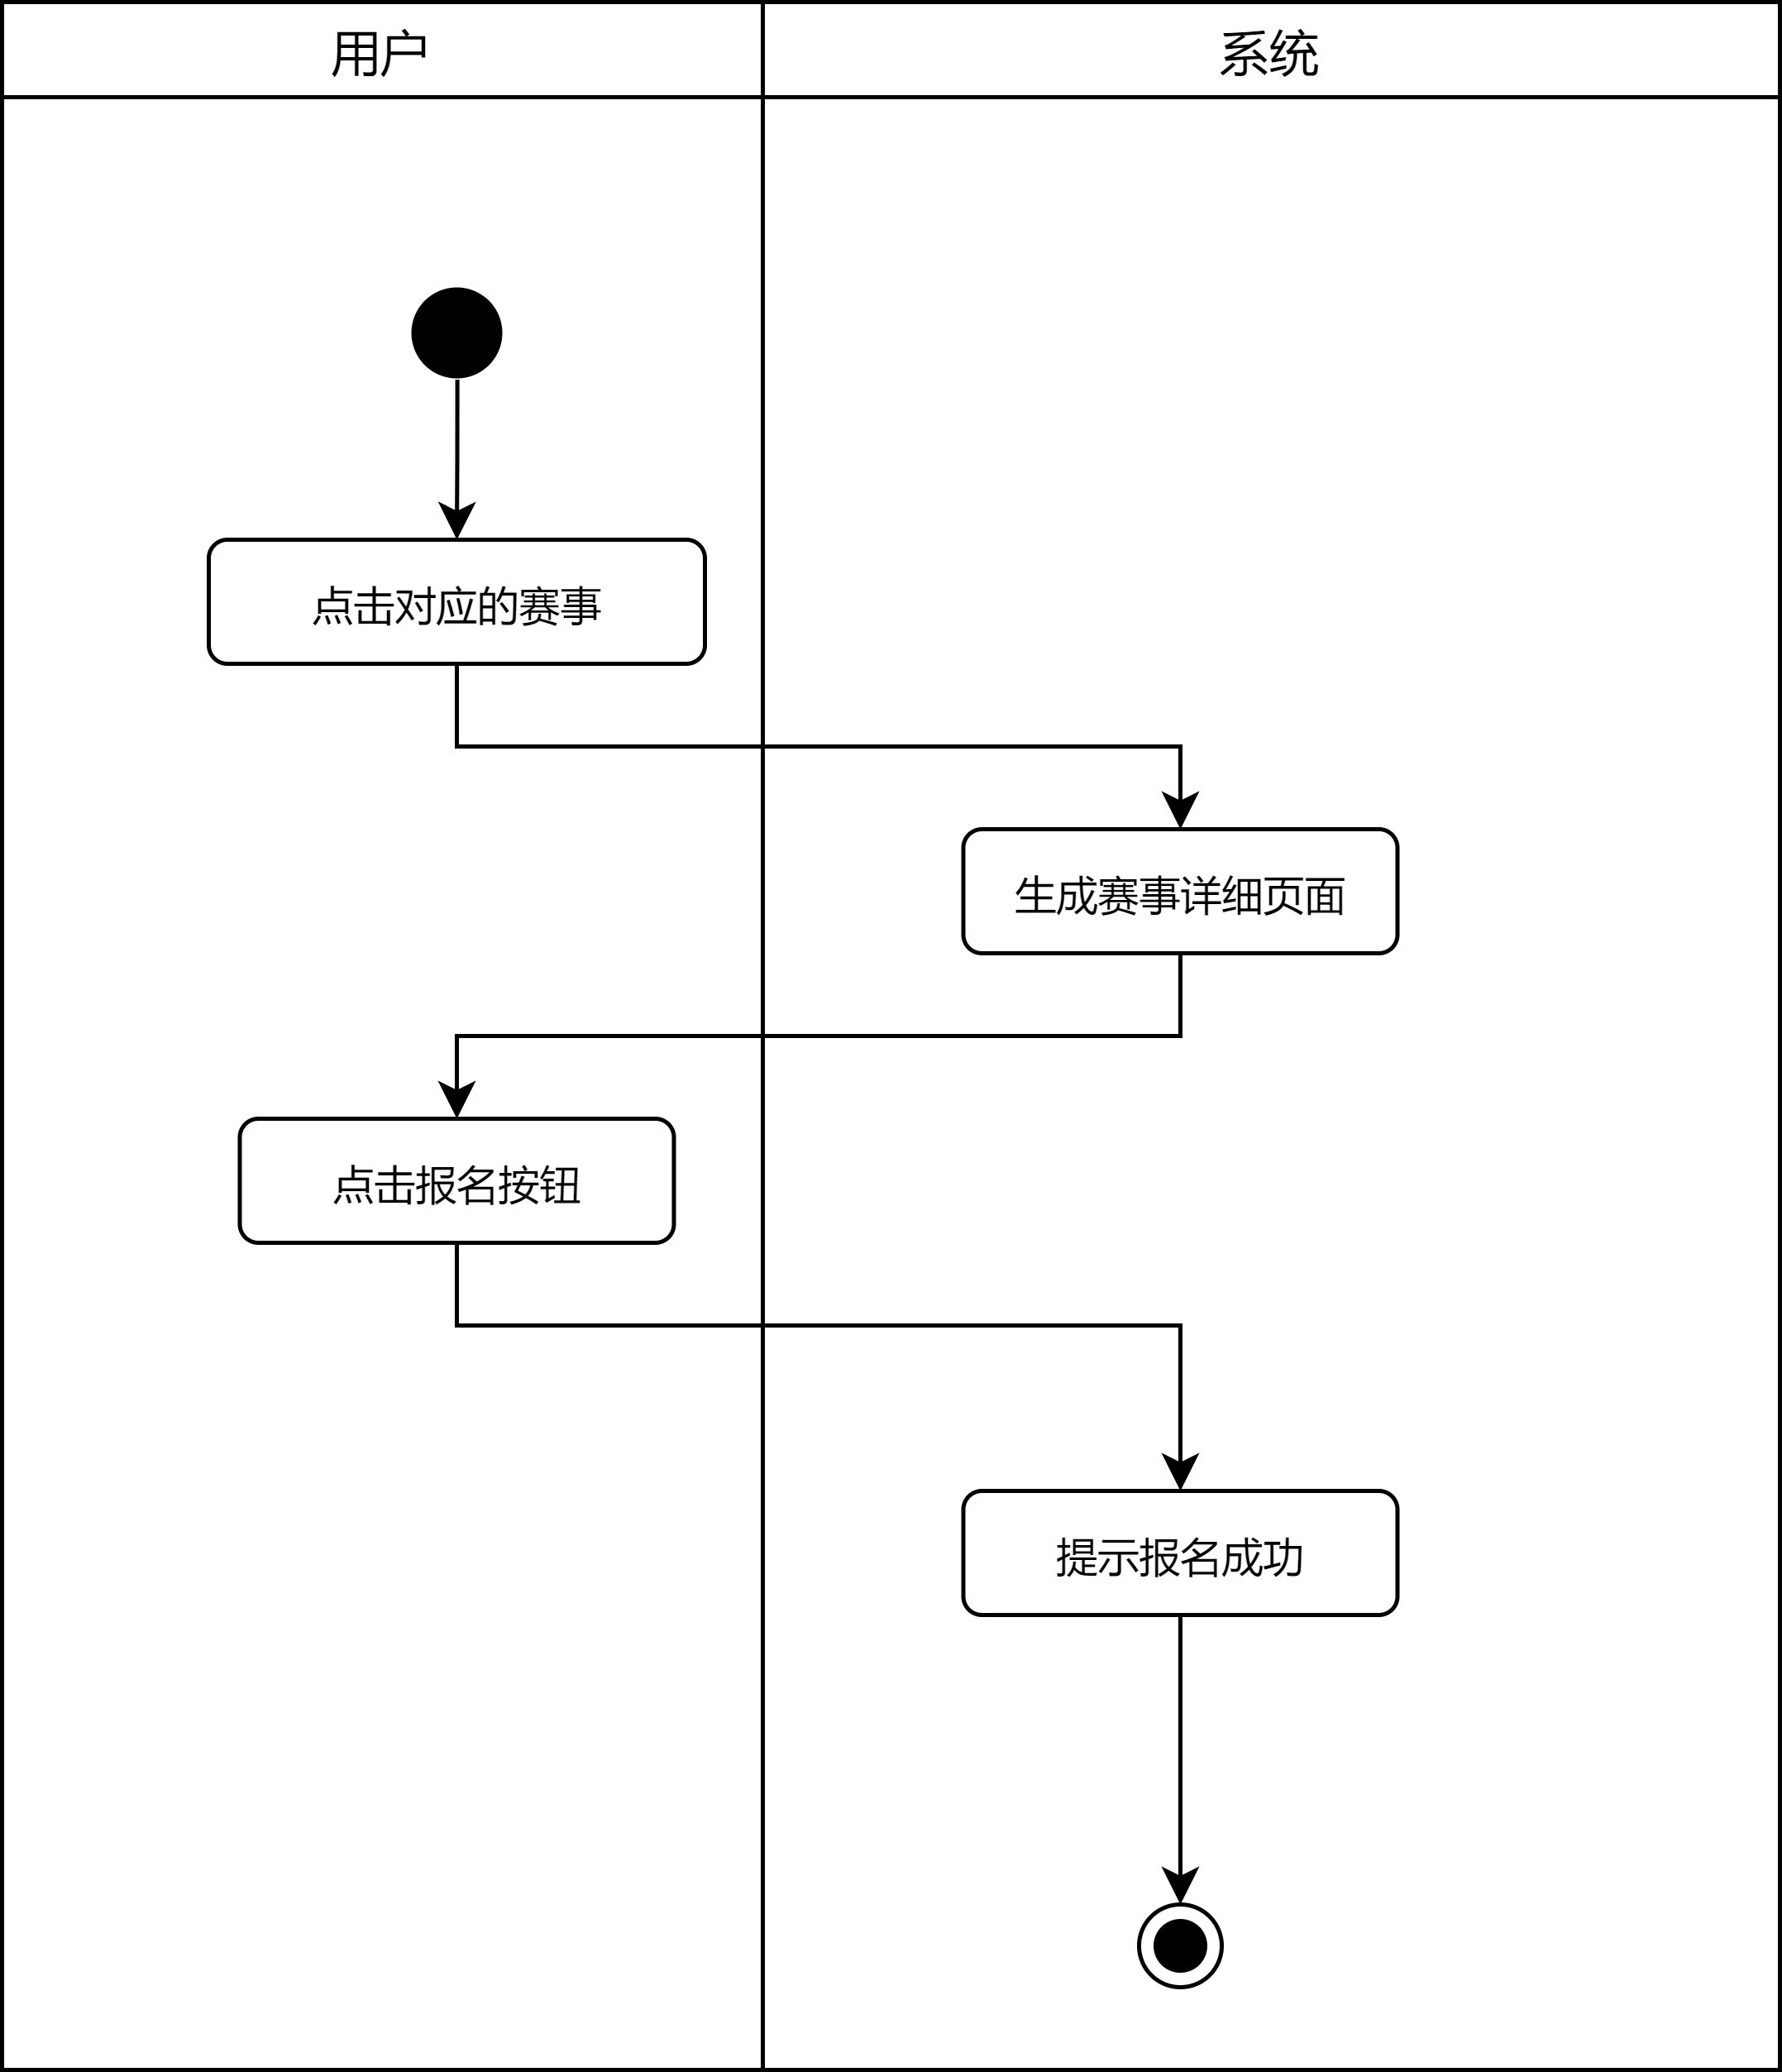 用户
系统
点击对应的赛事
生成赛事详细页面
点击报名按钮
提示报名成功